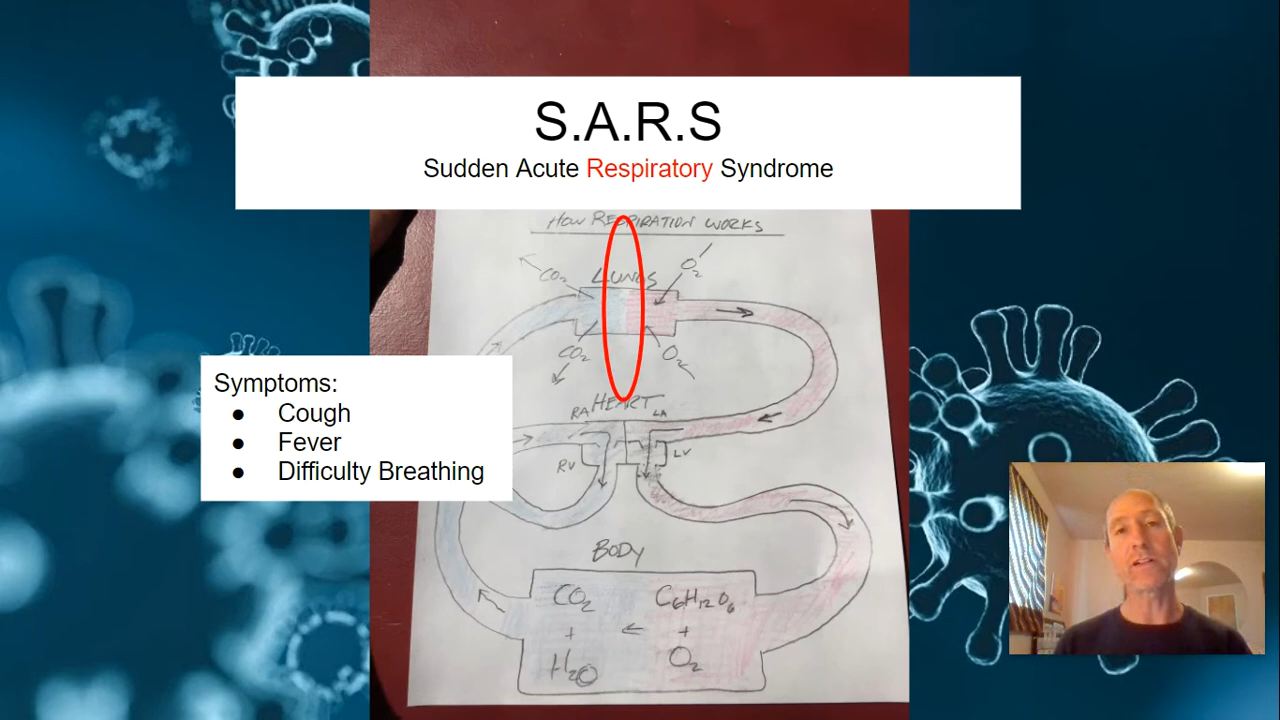 S.A.R.S
Sudden Acute Respiratory Syndrome
HOW RESPIRATION WORKS
LUNGS
CO2
O2
CO2
O2
Symptoms:
● Cough
● Fever
● Difficulty Breathing
RA HEART LA
RV
LV
BODY
CO2 C6H12O6
+ +
H2O O2